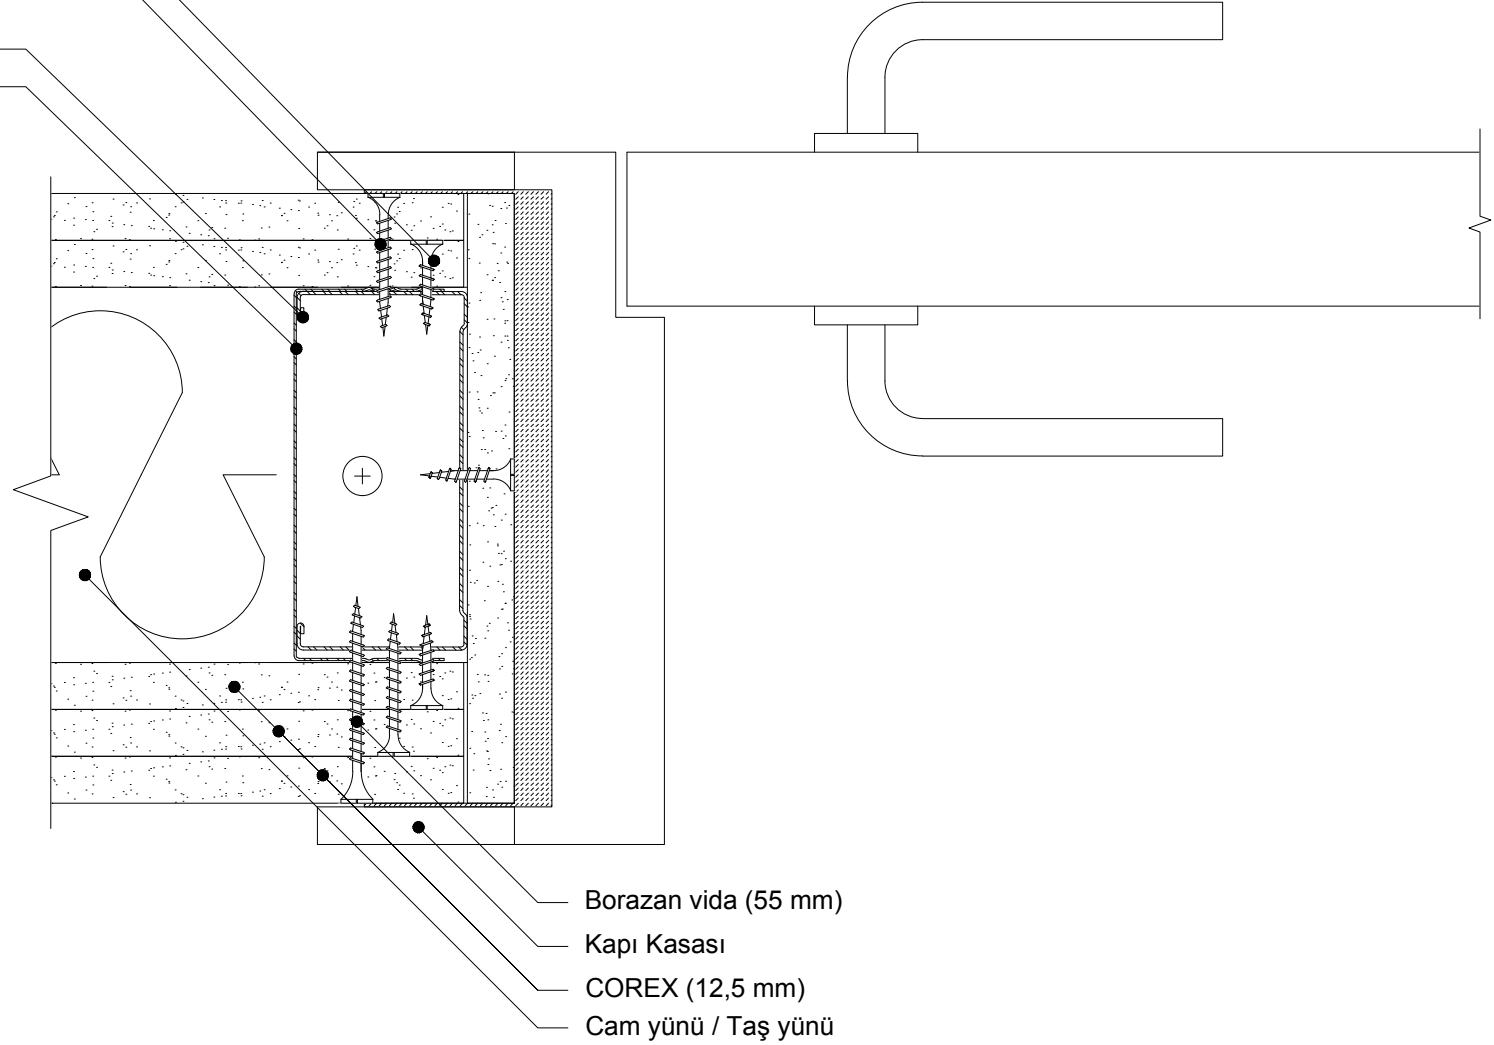 Borazan vida (55 mm)
Kapı Kasası
COREX (12,5 mm)
Cam yünü / Taş yünü